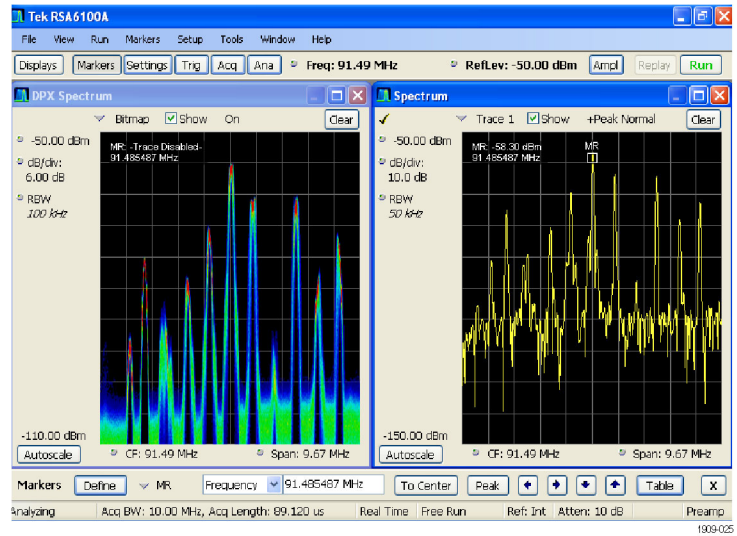 Tek RSA6100A
File View Run Markers Setup Tools Window Help
Displays Markers Settings Trig Acq Ana Freq: 91.49 MHz RefLev: -50.00 dBm Ampl Replay Run
DPX Spectrum
Bitmap Show On Clear
-50.00 dBm
dB/div:
6.00 dB
RBW
100 kHz
MR: -Trace Disabled-
91.485487 MHz
-110.00 dBm
Autoscale CF: 91.49 MHz Span: 9.67 MHz
Spectrum
Trace 1 Show +Peak Normal Clear
-50.00 dBm
dB/div:
10.0 dB
RBW
50 kHz
MR: -58.30 dBm
91.485487 MHz
MR
-150.00 dBm
Autoscale CF: 91.49 MHz Span: 9.67 MHz
Markers Define MR Frequency 91.485487 MHz To Center Peak Table X
Analyzing Acq BW: 10.00 MHz, Acq Length: 89.120 us Real Time Free Run Ref: Int Atten: 10 dB Preamp
1909-025